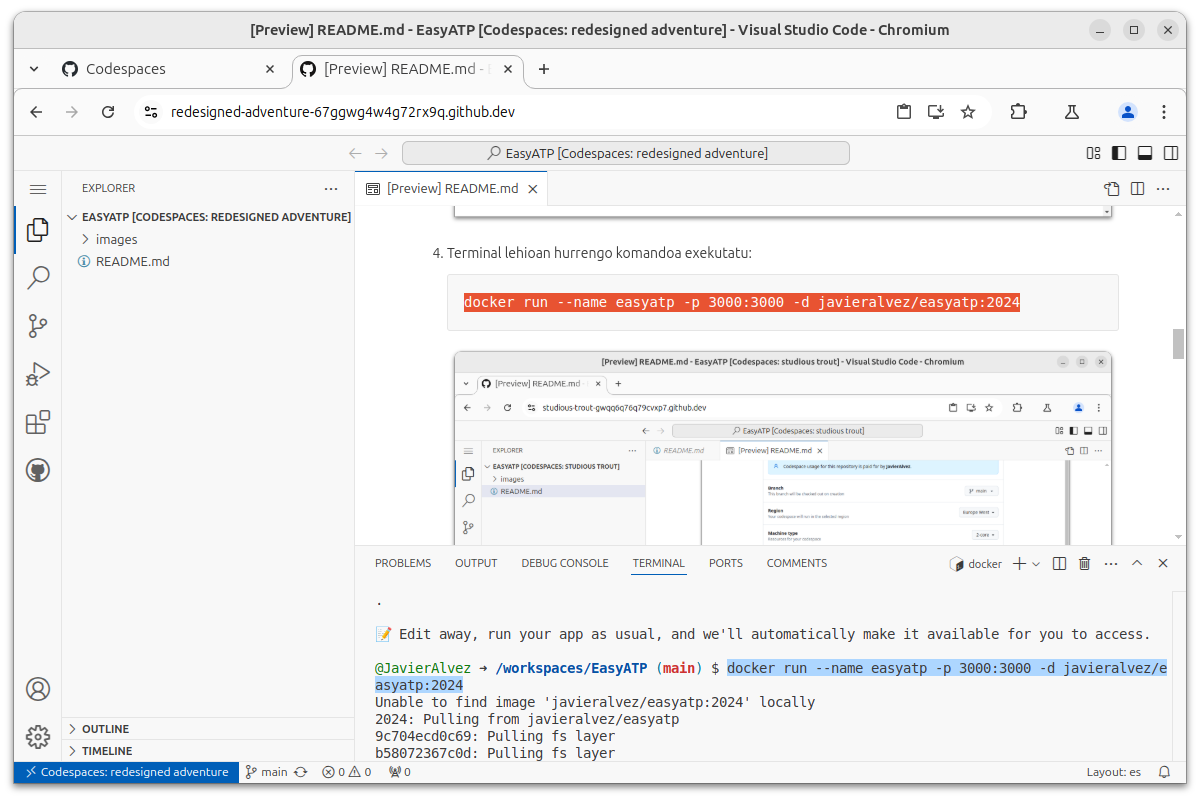 [Preview] README.md - EasyATP [Codespaces: redesigned adventure] - Visual Studio Code - Chromium
Codespaces
[Preview] README.md -
redesigned-adventure-67ggwg4w4g72rx9q.github.dev
EasyATP [Codespaces: redesigned adventure]
EXPLORER
[Preview] README.md
EASYATP [CODESPACES: REDESIGNED ADVENTURE]
images
README.md
4. Terminal lehioan hurrengo komandoa exekutatu:
docker run --name easyatp -p 3000:3000 -d javieralvez/easyatp:2024
[Preview] README.md - EasyATP [Codespaces: studious trout] - Visual Studio Code - Chromium
[Preview] README.md -
studious-trout-gwqq6q76q79cvxp7.github.dev
EasyATP [Codespaces: studious trout]
EXPLORER
README.md
[Preview] README.md
EASYATP [CODESPACES: STUDIOUS TROUT]
images
README.md
Codespace usage for this repository is paid for by JavierAlvez
Branch
This branch will be checked out on creation
main
Region
Your codespace will run in the selected region
Europe West
Machine type
Resources for your codespace
2-core
PROBLEMS
OUTPUT
DEBUG CONSOLE
TERMINAL
PORTS
COMMENTS
docker
.
📝 Edit away, run your app as usual, and we'll automatically make it available for you to access.
@JavierAlvez ➜ /workspaces/EasyATP (main) $ docker run --name easyatp -p 3000:3000 -d javieralvez/e
asyatp:2024
Unable to find image 'javieralvez/easyatp:2024' locally
2024: Pulling from javieralvez/easyatp
9c704ecd0c69: Pulling fs layer
b58072367c0d: Pulling fs layer
OUTLINE
TIMELINE
Codespaces: redesigned adventure
main
0
0
0
Layout: es